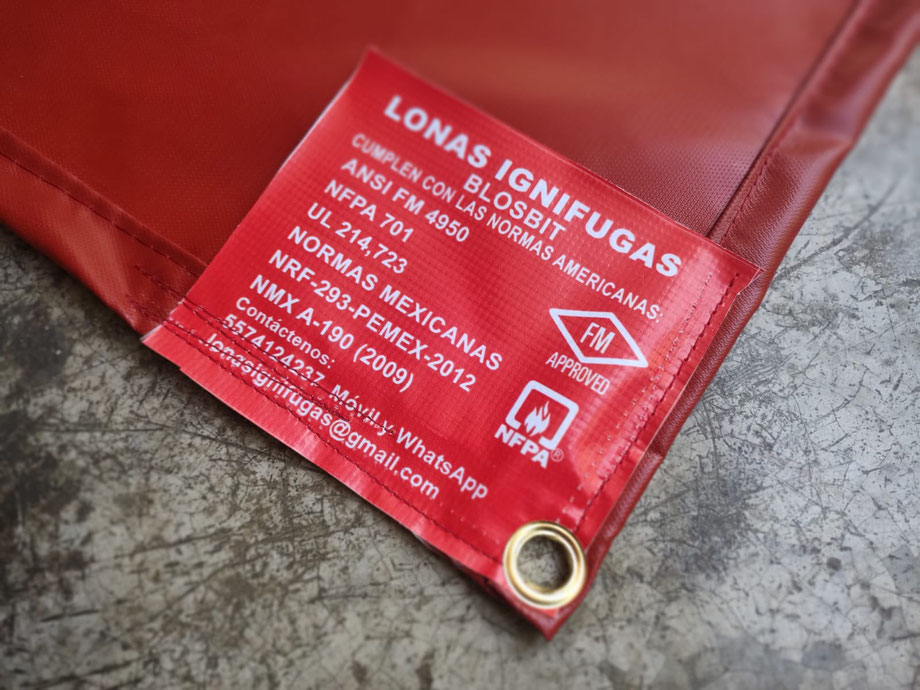 LONAS IGNIFUGAS
BLOSBIT
CUMPLEN CON LAS NORMAS AMERICANAS:
ANSI FM 4950
NFPA 701
UL 214,723
NORMAS MEXICANAS
NRF-293-PEMEX-2012
NMX A-190 (2009)
Contáctenos:
5574124237 Móvil y WhatsApp
lonasignifugas@gmail.com
FM
APPROVED
NFPA®